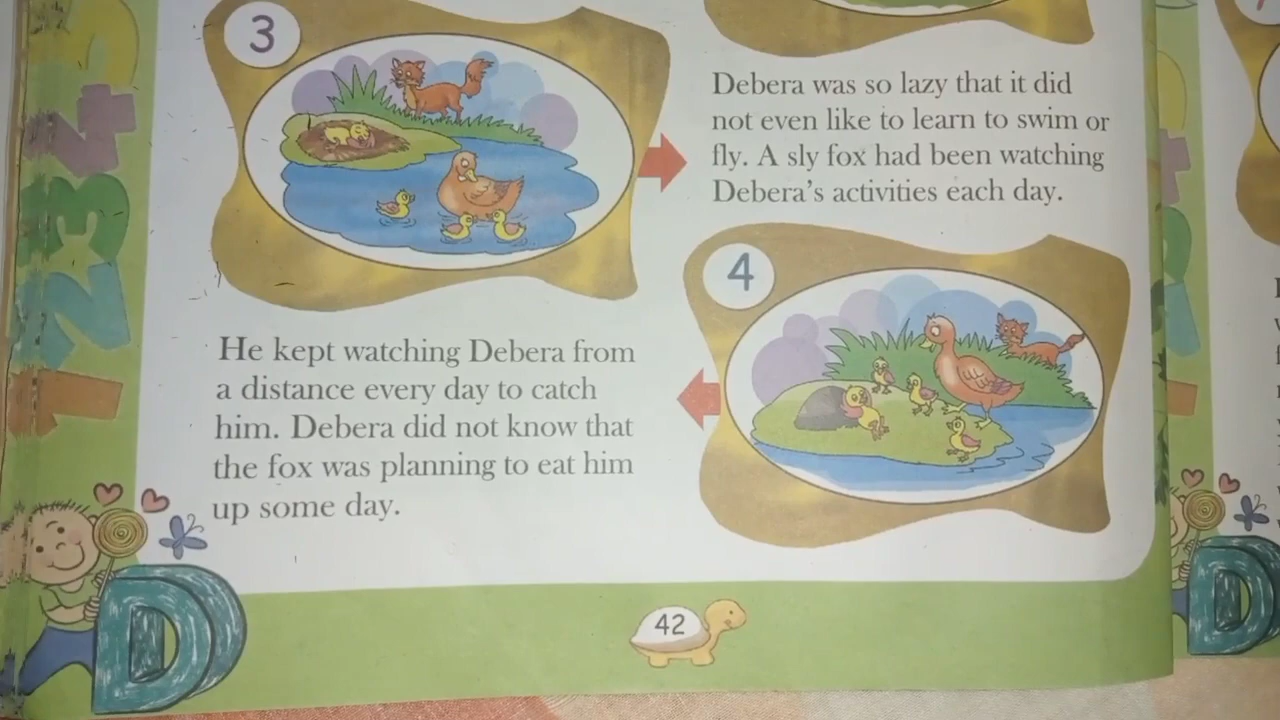 3
Debera was so lazy that it did
not even like to learn to swim or
fly. A sly fox had been watching
Debera's activities each day.
4
He kept watching Debera from
a distance every day to catch
him. Debera did not know that
the fox was planning to eat him
up some day.
D
42
D